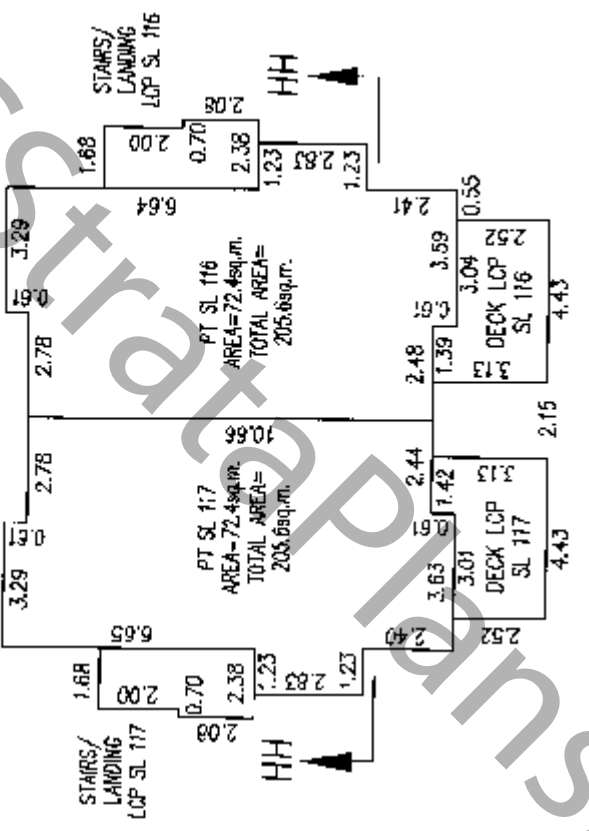 STAIRS/
LANDING
LCP SL 116
HH
2.08
1.68
2.00
0.70
2.38
1.23
2.83
1.23
3.29
6.64
2.41
0.55
0.61
2.78
PT SL 116
AREA=72.4sq.m.
TOTAL AREA=
205.6sq.m.
3.59
3.04
2.52
0.61
2.48
1.39
DECK LCP
SL 116
3.13
4.43
10.66
2.15
2.78
0.61
3.29
PT SL 117
AREA=72.4sq.m.
TOTAL AREA=
205.6sq.m.
2.44
1.42
3.13
0.61
3.63
3.01
DECK LCP
SL 117
4.43
6.65
2.40
2.52
1.68
2.00
0.70
2.38
1.23
2.83
1.23
2.08
STAIRS/
LANDING
LCP SL 117
HH
StrataPlans